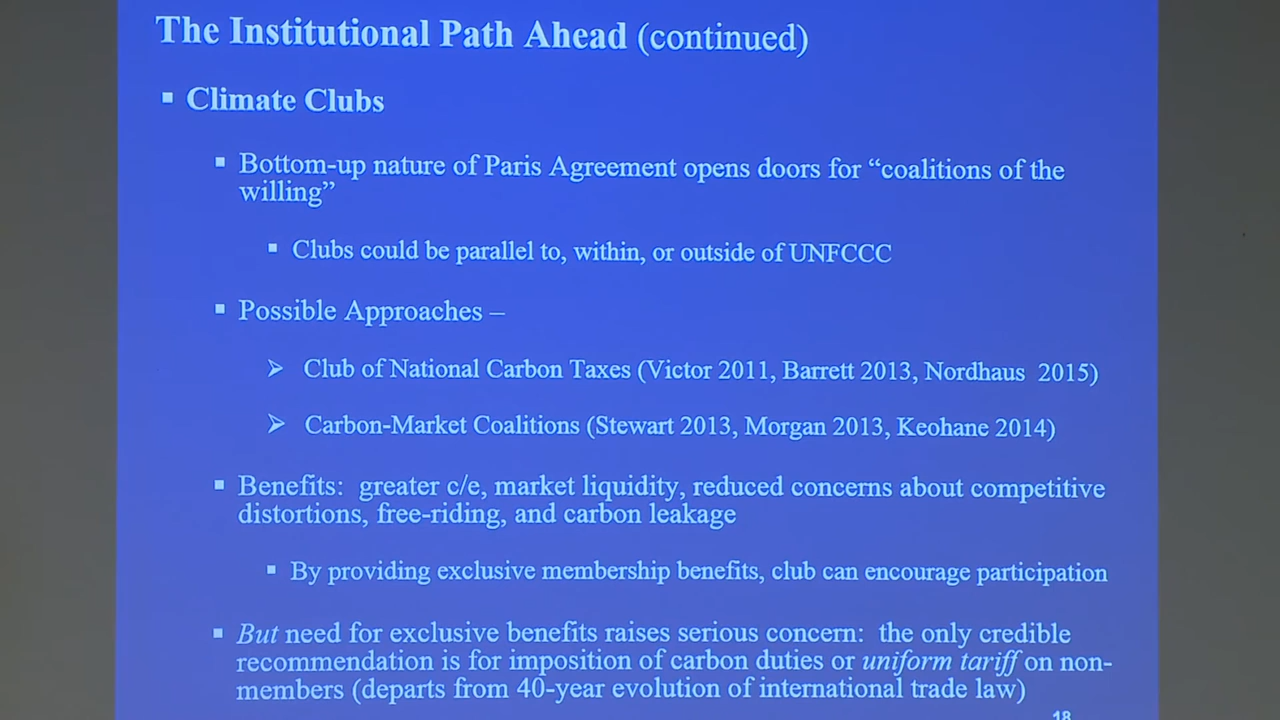 The Institutional Path Ahead (continued)
▪ Climate Clubs
▪ Bottom-up nature of Paris Agreement opens doors for “coalitions of the
willing”
▪ Clubs could be parallel to, within, or outside of UNFCCC
▪ Possible Approaches –
➢ Club of National Carbon Taxes (Victor 2011, Barrett 2013, Nordhaus 2015)
➢ Carbon-Market Coalitions (Stewart 2013, Morgan 2013, Keohane 2014)
▪ Benefits: greater c/e, market liquidity, reduced concerns about competitive
distortions, free-riding, and carbon leakage
▪ By providing exclusive membership benefits, club can encourage participation
▪ But need for exclusive benefits raises serious concern: the only credible
recommendation is for imposition of carbon duties or uniform tariff on non-
members (departs from 40-year evolution of international trade law)
18